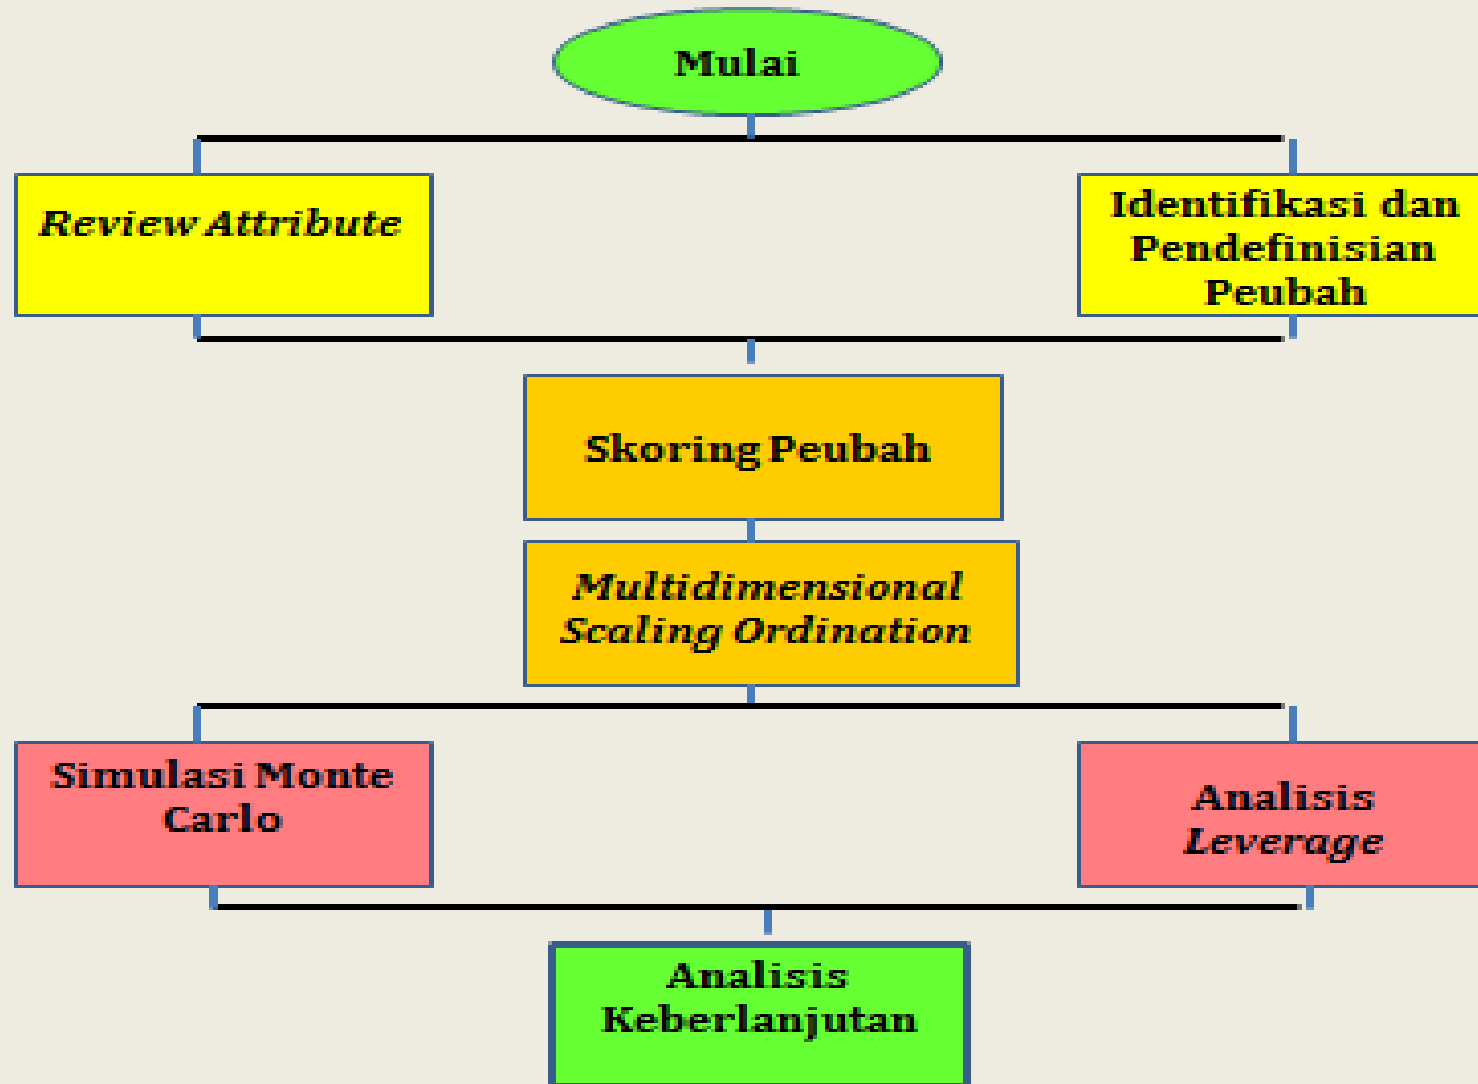 Mulai
Review Attribute
Identifikasi dan
Pendefinisian
Peubah
Skoring Peubah
Multidimensional
Scaling Ordination
Simulasi Monte
Carlo
Analisis
Leverage
Analisis
Keberlanjutan